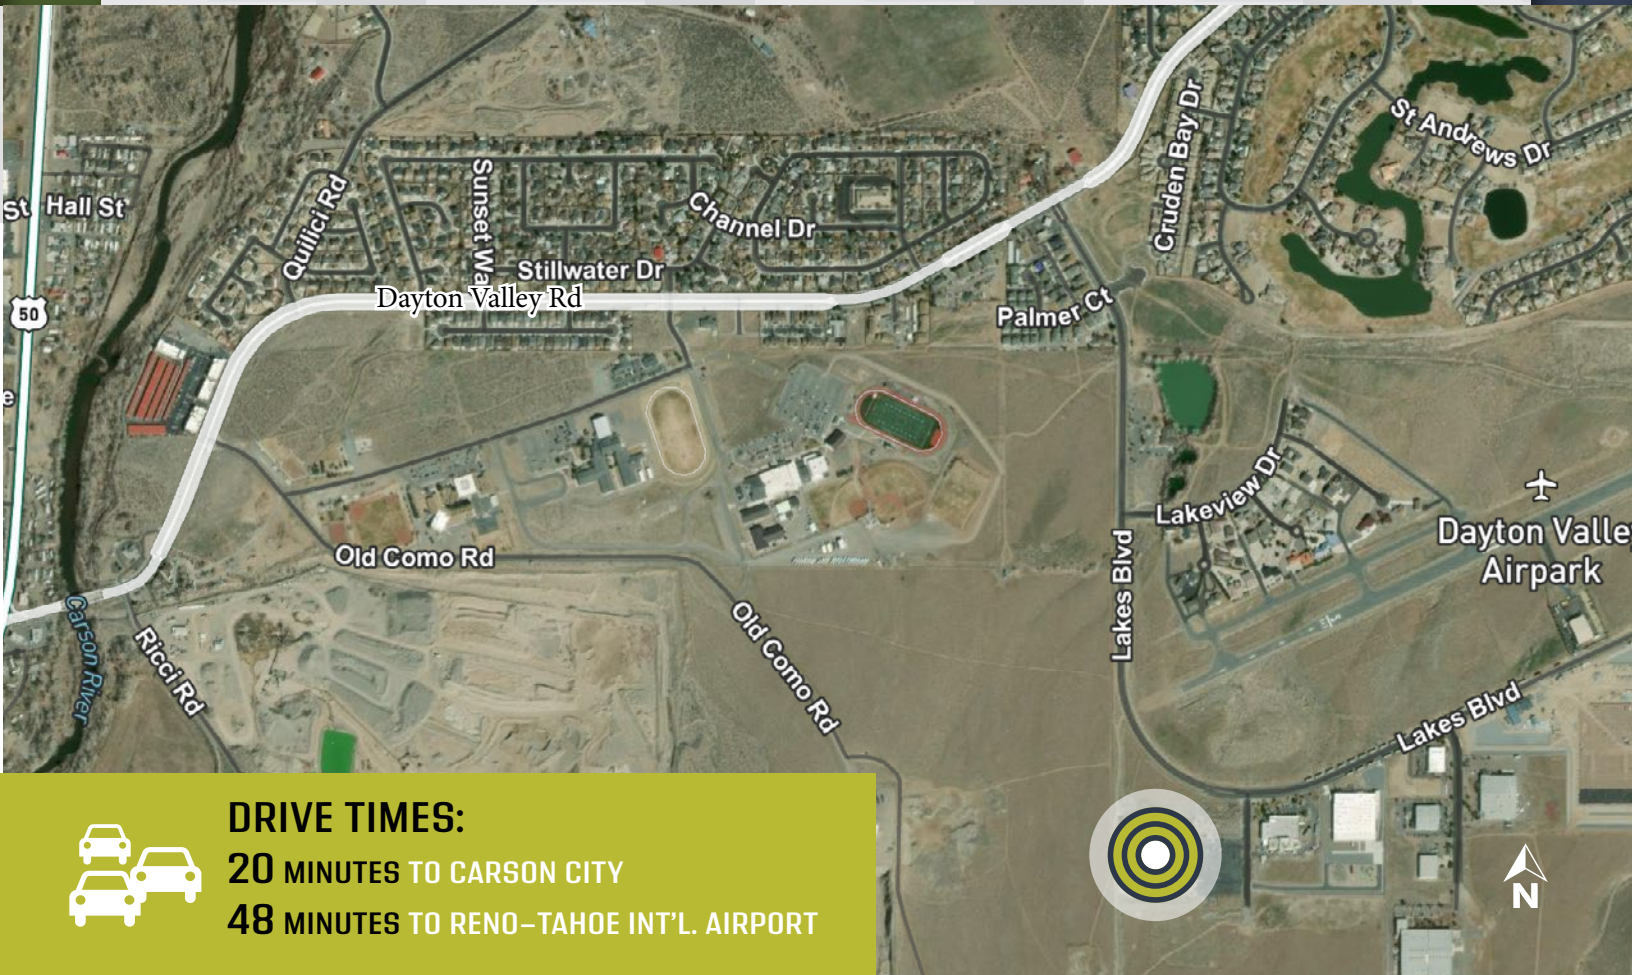 St Andrews Dr
Cruden Bay Dr
St
Hall St
Quilici Rd
Sunset Wa
Channel Dr
Stillwater Dr
Dayton Valley Rd
50
Palmer Ct
e
Lakeview Dr
Dayton Valley
Airpark
Old Como Rd
Lakes Blvd
Carson River
Ricci Rd
Old Como Rd
Lakes Blvd
DRIVE TIMES:
20 MINUTES TO CARSON CITY
48 MINUTES TO RENO–TAHOE INT'L. AIRPORT
N